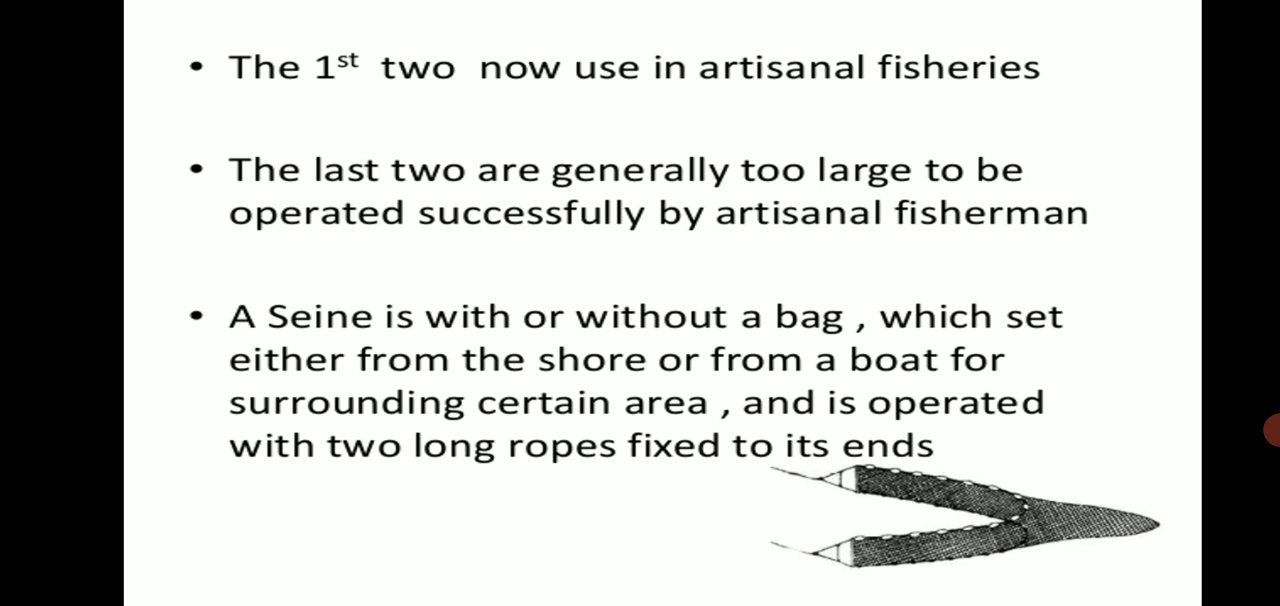 • The 1st two now use in artisanal fisheries
• The last two are generally too large to be
operated successfully by artisanal fisherman
• A Seine is with or without a bag , which set
either from the shore or from a boat for
surrounding certain area , and is operated
with two long ropes fixed to its ends